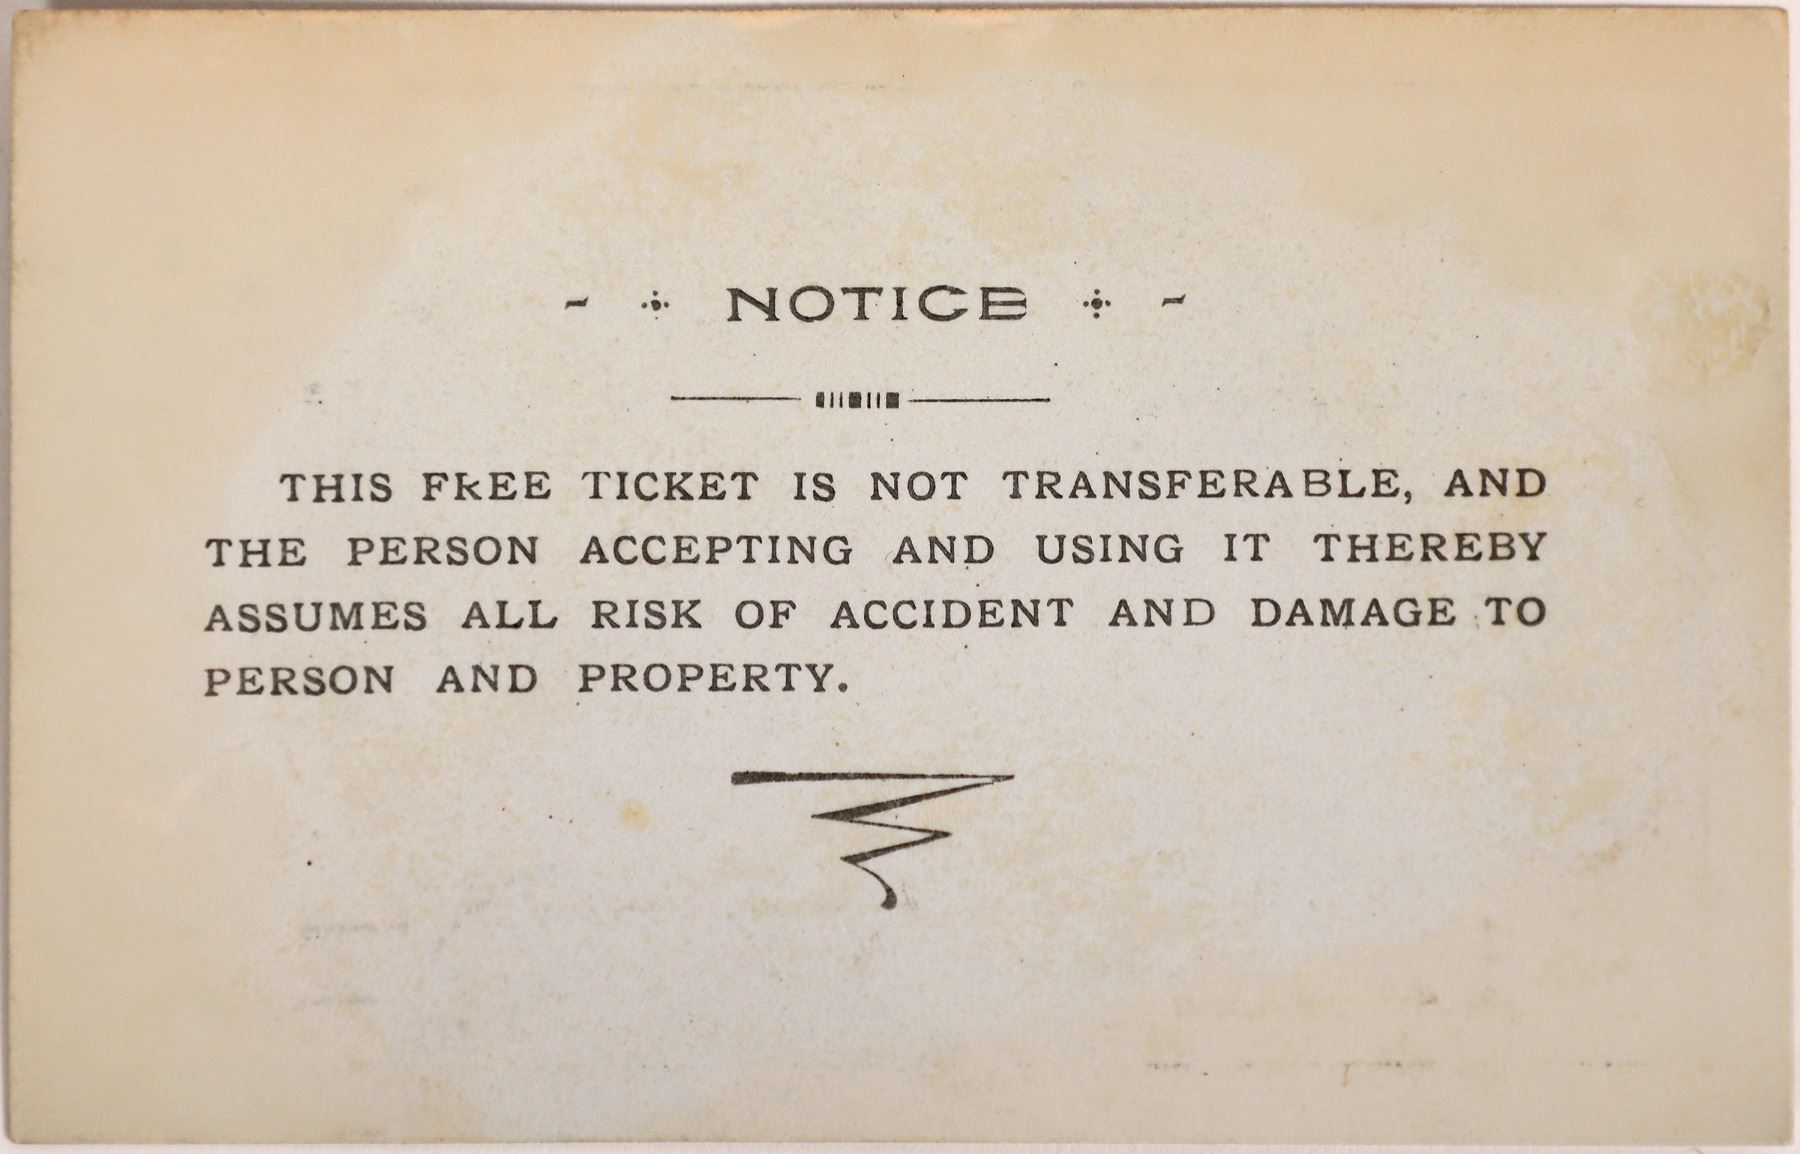 NOTICE
THIS FREE TICKET IS NOT TRANSFERABLE, AND
THE PERSON ACCEPTING AND USING IT THEREBY
ASSUMES ALL RISK OF ACCIDENT AND DAMAGE TO
PERSON AND PROPERTY.